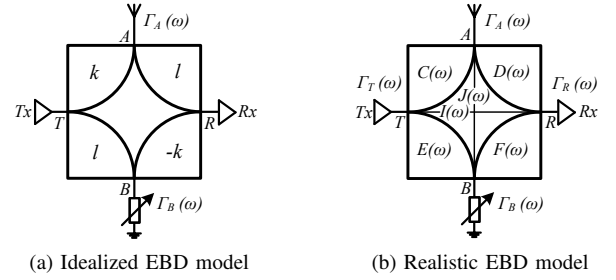 A Γ_A (ω)
k l
Tx T R Rx
l -k
B
Γ_B (ω)
(a) Idealized EBD model
A Γ_A (ω)
C(ω) D(ω)
Γ_T (ω) Γ_R (ω)
J(ω)
Tx T I(ω) R Rx
E(ω) F(ω)
B
Γ_B (ω)
(b) Realistic EBD model